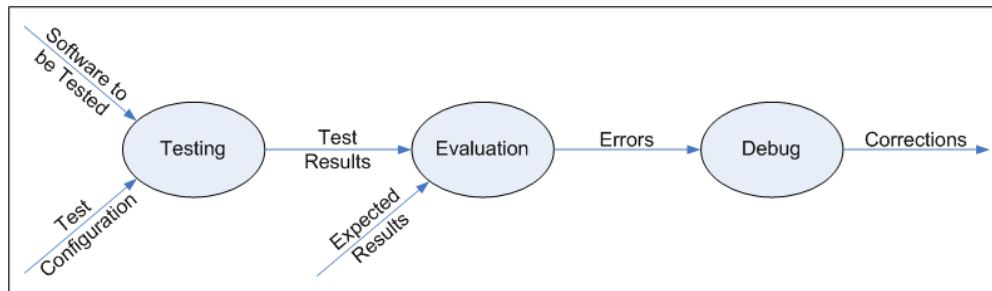 Software to
be Tested
Testing
Test
Configuration
Test
Results
Evaluation
Expected
Results
Errors
Debug
Corrections